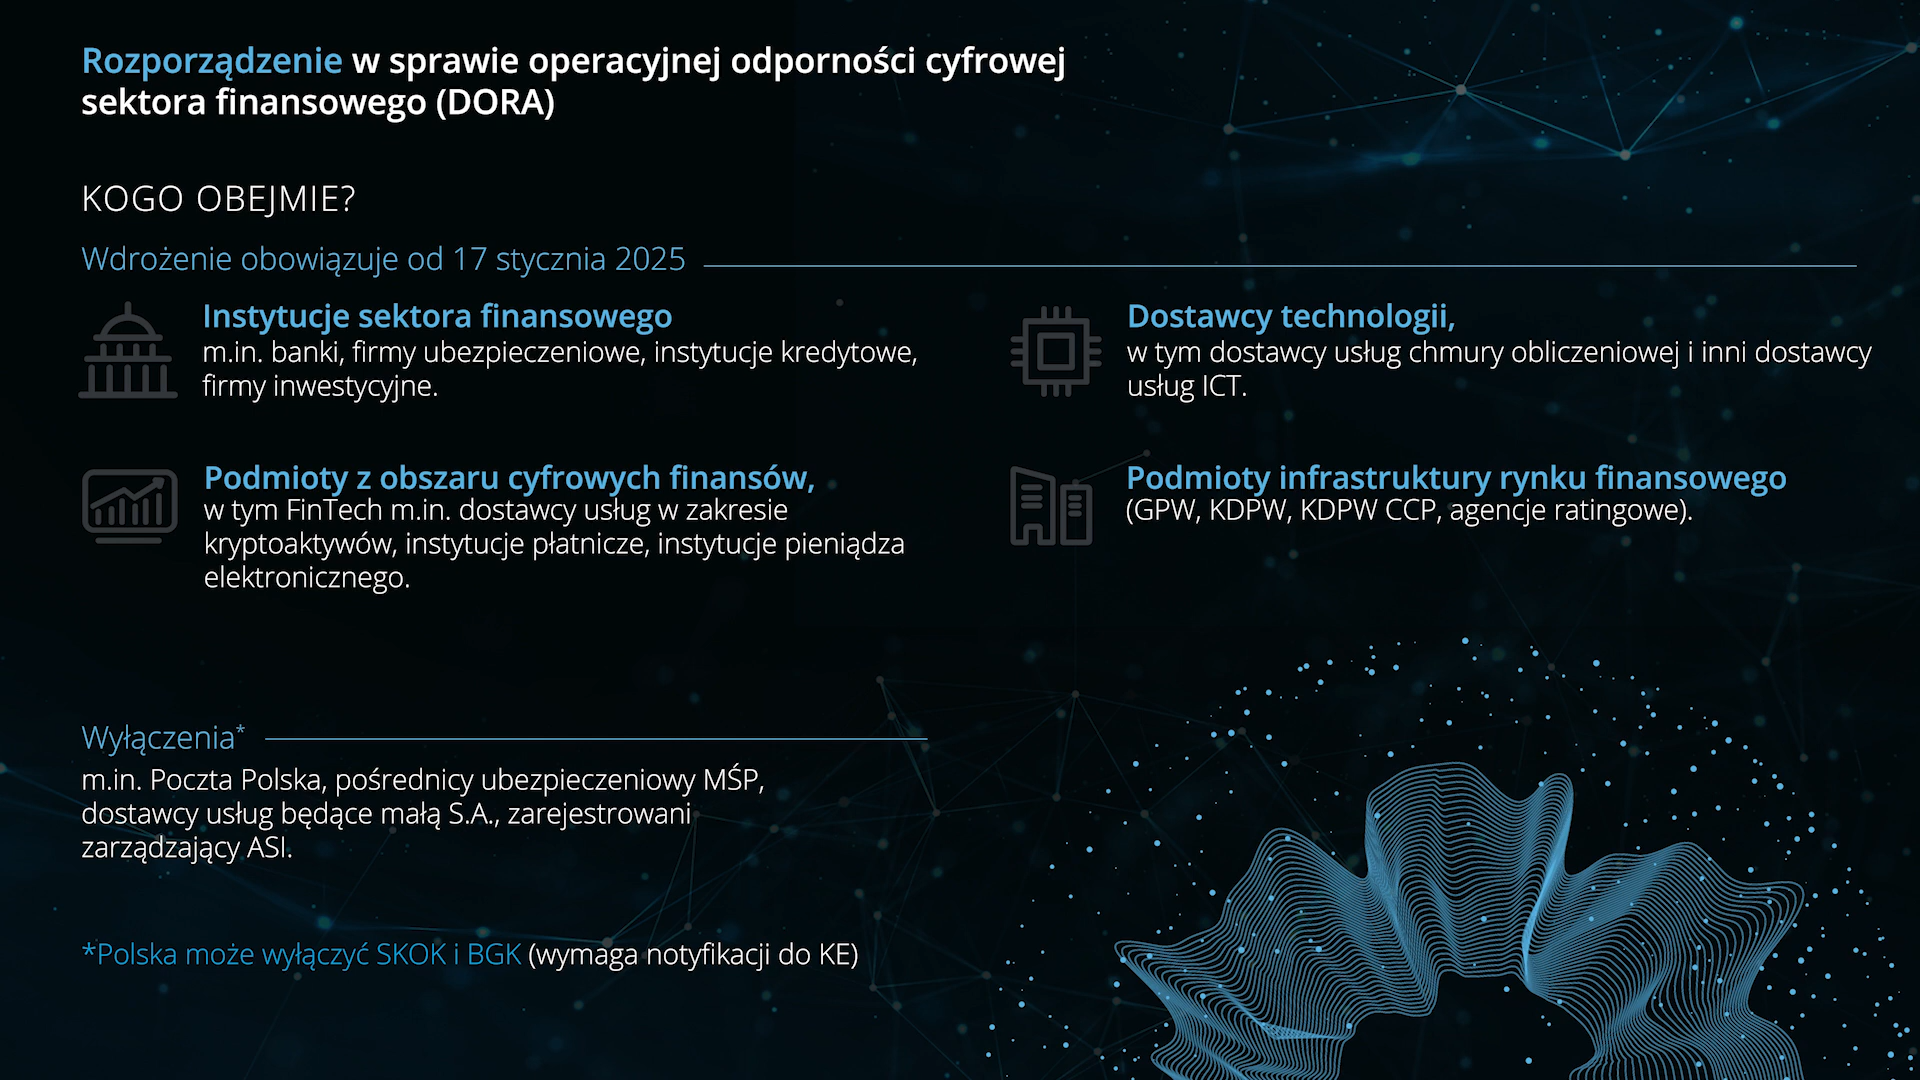 Rozporządzenie w sprawie operacyjnej odporności cyfrowej
sektora finansowego (DORA)
KOGO OBEJMIE?
Wdrożenie obowiązuje od 17 stycznia 2025
Instytucje sektora finansowego
m.in. banki, firmy ubezpieczeniowe, instytucje kredytowe,
firmy inwestycyjne.
Dostawcy technologii,
w tym dostawcy usług chmury obliczeniowej i inni dostawcy
usług ICT.
Podmioty z obszaru cyfrowych finansów,
w tym FinTech m.in. dostawcy usług w zakresie
kryptoaktywów, instytucje płatnicze, instytucje pieniądza
elektronicznego.
Podmioty infrastruktury rynku finansowego
(GPW, KDPW, KDPW CCP, agencje ratingowe).
Wyłączenia*
m.in. Poczta Polska, pośrednicy ubezpieczeniowy MŚP,
dostawcy usług będące małą S.A., zarejestrowani
zarządzający ASI.
*Polska może wyłączyć SKOK i BGK (wymaga notyfikacji do KE)